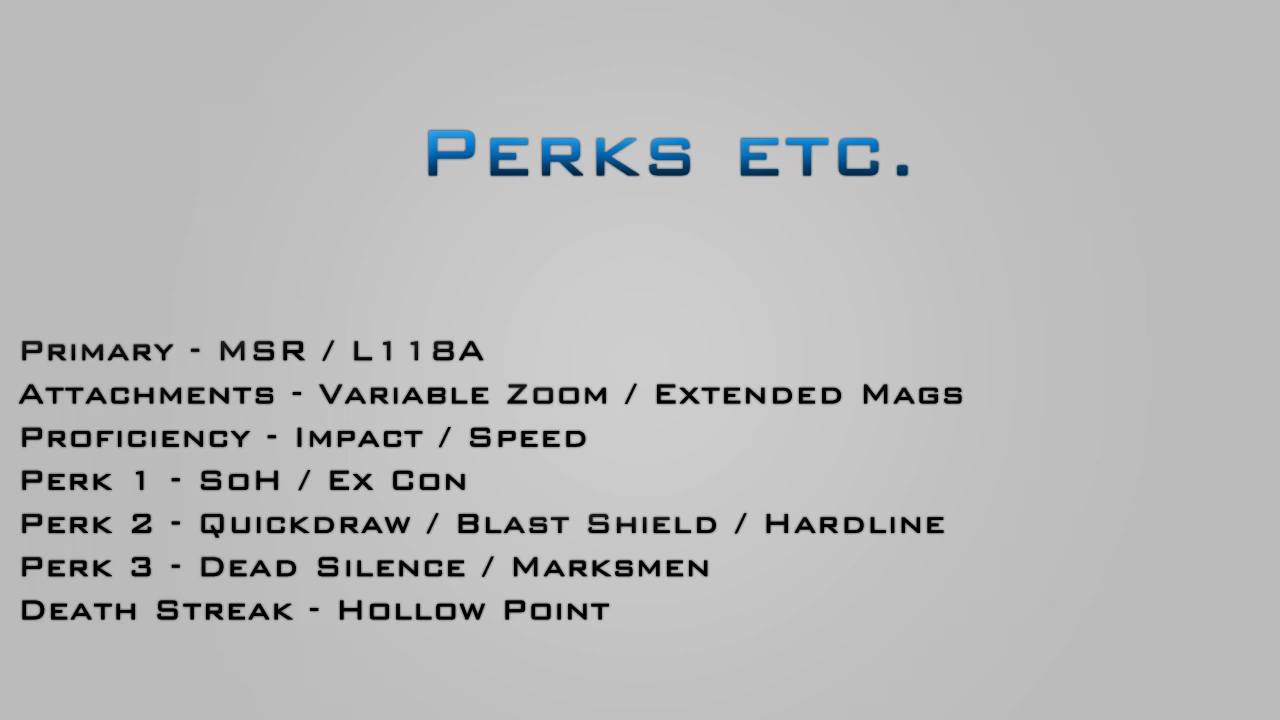 Perks etc.
Primary - MSR / L118A
Attachments - Variable Zoom / Extended Mags
Proficiency - Impact / Speed
Perk 1 - SoH / Ex Con
Perk 2 - Quickdraw / Blast Shield / Hardline
Perk 3 - Dead Silence / Marksmen
Death Streak - Hollow Point